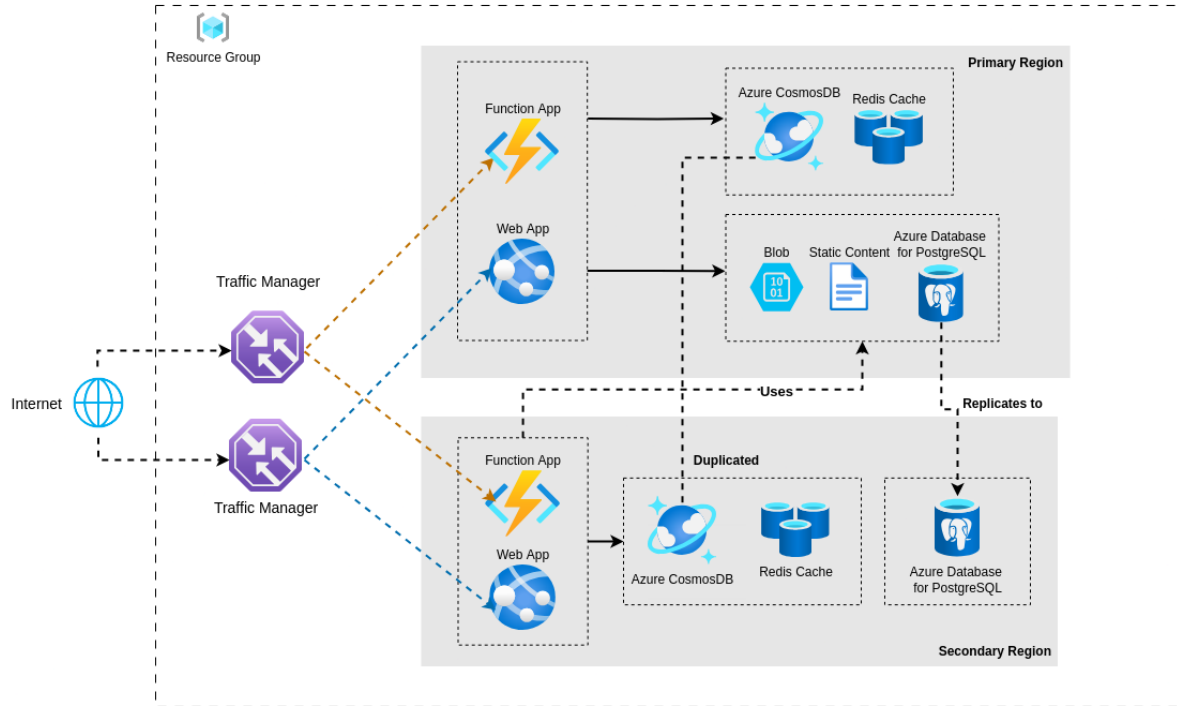 Resource Group
Primary Region
Function App
Azure CosmosDB
Redis Cache
Web App
Blob
Static Content
Azure Database
for PostgreSQL
10
01
Traffic Manager
Internet
Traffic Manager
Uses
Replicates to
Function App
Duplicated
Web App
Azure CosmosDB
Redis Cache
Azure Database
for PostgreSQL
Secondary Region